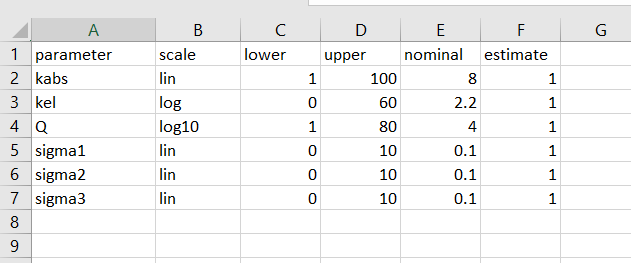 A B C D E F G
1 parameter scale lower upper nominal estimate
2 kabs lin 1 100 8 1
3 kel log 0 60 2.2 1
4 Q log10 1 80 4 1
5 sigma1 lin 0 10 0.1 1
6 sigma2 lin 0 10 0.1 1
7 sigma3 lin 0 10 0.1 1
8
9